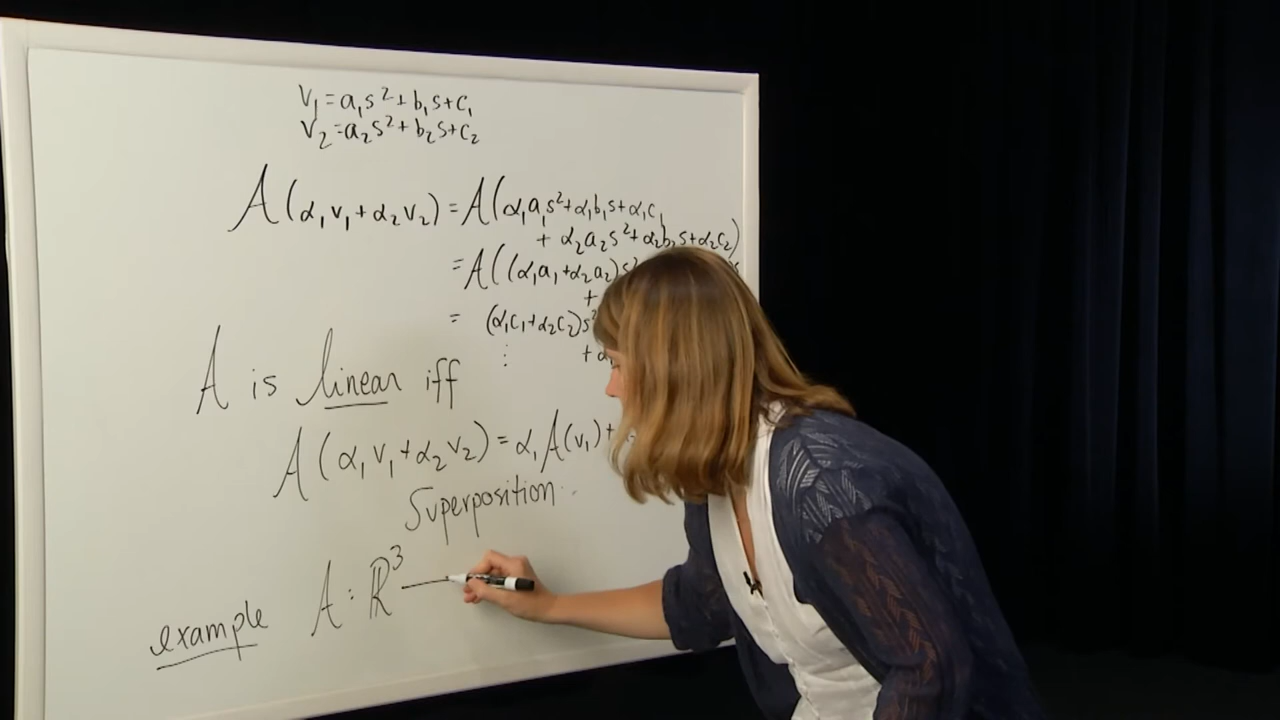 v₁=a₁s²+b₁s+c₁
v₂=a₂s²+b₂s+c₂
A(α₁v₁+α₂v₂)=A(α₁a₁s²+α₁b₁s+α₁c₁
+α₂a₂s²+α₂b₂s+α₂c₂)
=A((α₁a₁+α₂a₂)s²
+
=(α₁c₁+α₂c₂)s²
⋮ +α
A is linear iff
A(α₁v₁+α₂v₂)=α₁A(v₁)+
Superposition
example A:ℝ³